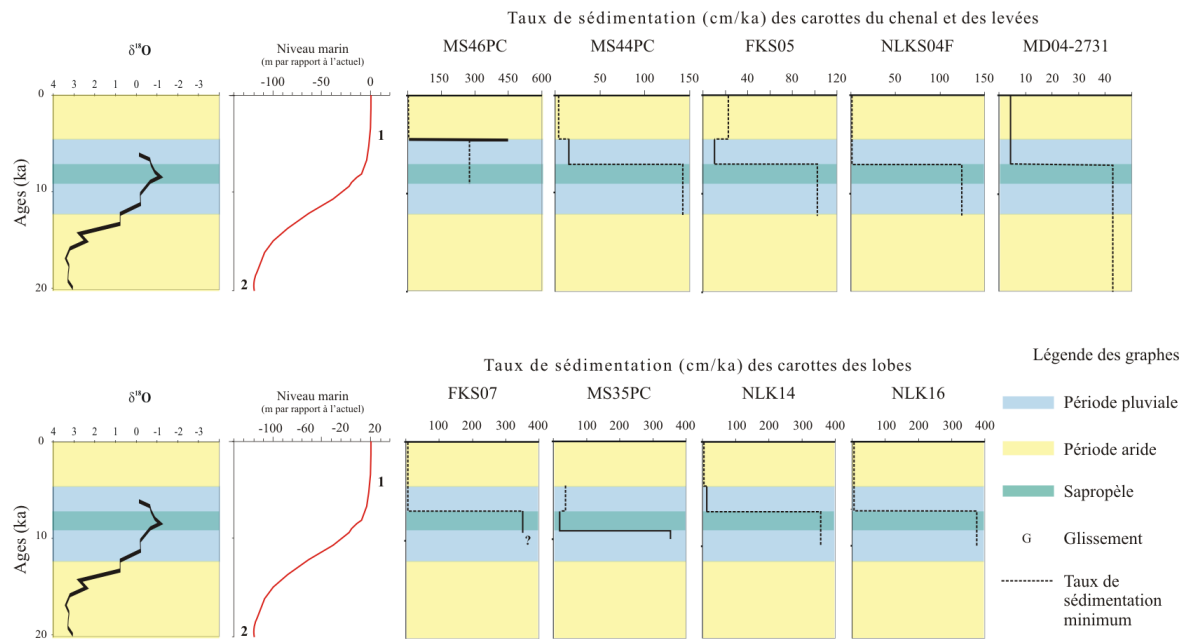 Taux de sédimentation (cm/ka) des carottes du chenal et des levées
δ¹⁸O
Niveau marin
(m par rapport à l'actuel)
MS46PC
MS44PC
FKS05
NLKS04F
MD04-2731
4 3 2 1 0 -1 -2 -3
-100 -50 0
150 300 450 600
50 100 150
40 80 120
50 100 150
10 20 30 40
0
10
20
Ages (ka)
1
2
Taux de sédimentation (cm/ka) des carottes des lobes
δ¹⁸O
Niveau marin
(m par rapport à l'actuel)
FKS07
MS35PC
NLK14
NLK16
4 3 2 1 0 -1 -2 -3
-100 -60 -20 20
100 200 300 400
100 200 300 400
100 200 300 400
100 200 300 400
0
10
20
Ages (ka)
1
2
?
Légende des graphes
Période pluviale
Période aride
Sapropèle
G Glissement
Taux de
sédimentation
minimum